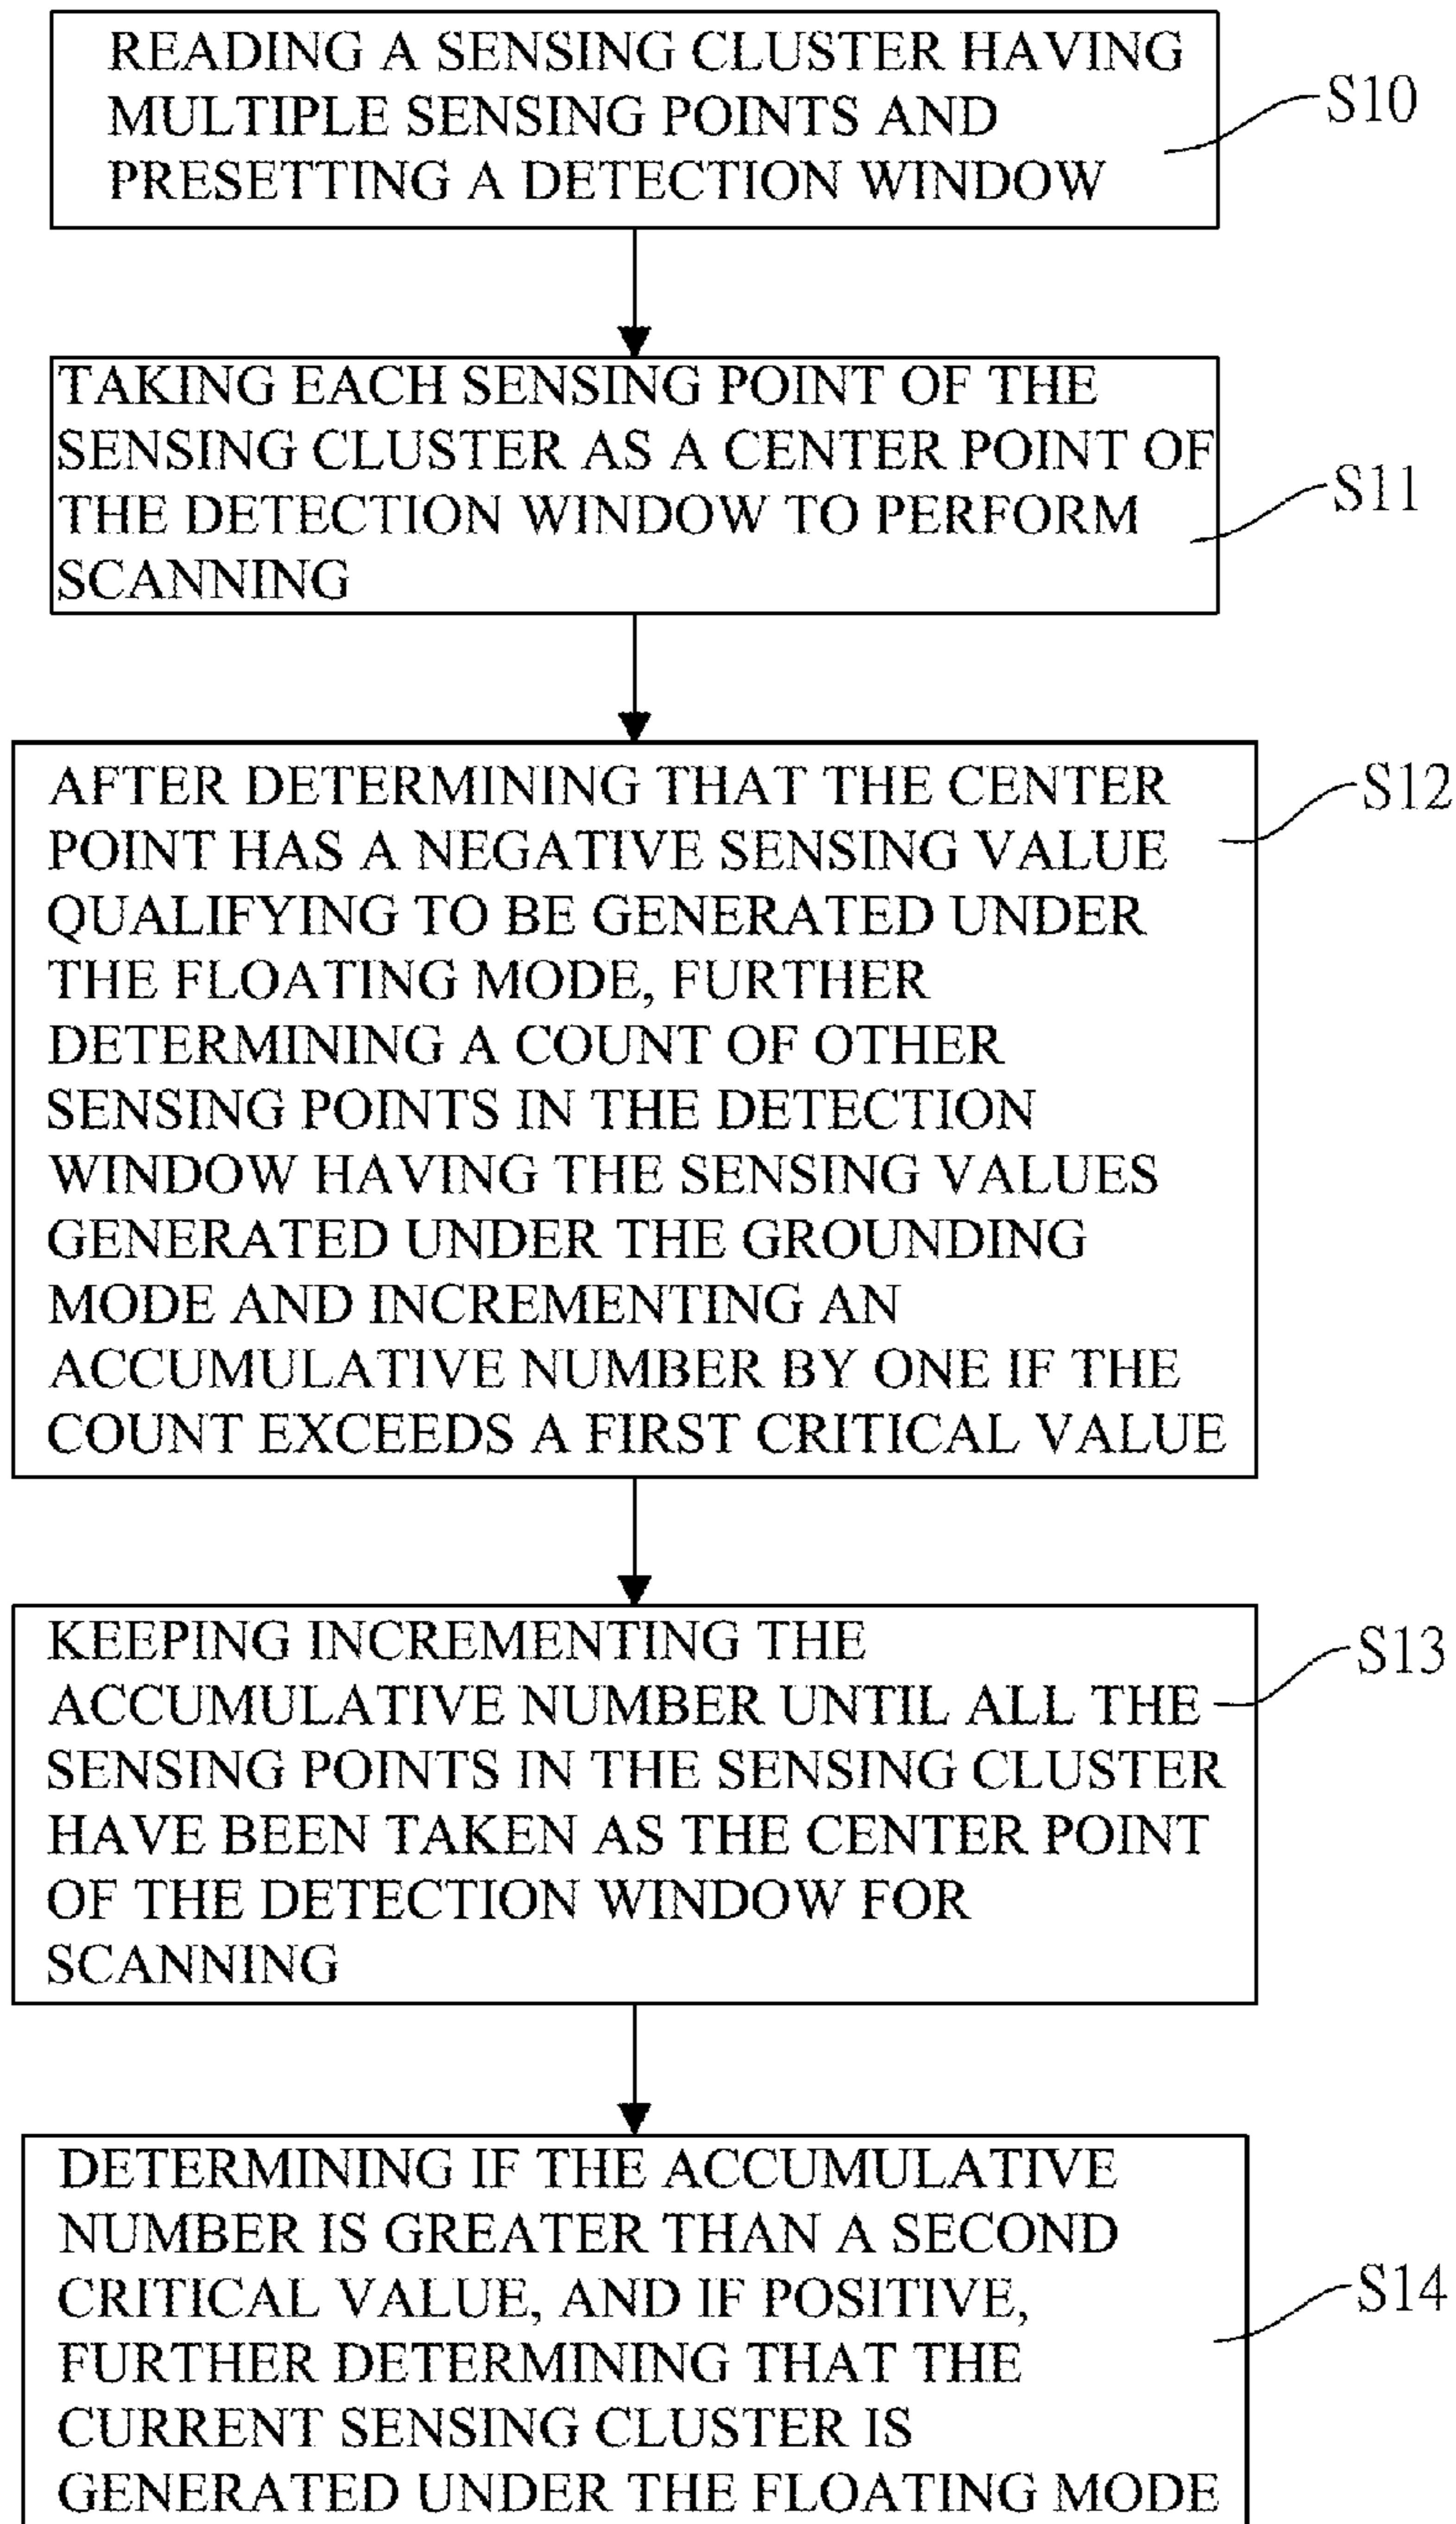 READING A SENSING CLUSTER HAVING
MULTIPLE SENSING POINTS AND
PRESETTING A DETECTION WINDOW
S10
TAKING EACH SENSING POINT OF THE
SENSING CLUSTER AS A CENTER POINT OF
THE DETECTION WINDOW TO PERFORM
SCANNING
S11
AFTER DETERMINING THAT THE CENTER
POINT HAS A NEGATIVE SENSING VALUE
QUALIFYING TO BE GENERATED UNDER
THE FLOATING MODE, FURTHER
DETERMINING A COUNT OF OTHER
SENSING POINTS IN THE DETECTION
WINDOW HAVING THE SENSING VALUES
GENERATED UNDER THE GROUNDING
MODE AND INCREMENTING AN
ACCUMULATIVE NUMBER BY ONE IF THE
COUNT EXCEEDS A FIRST CRITICAL VALUE
S12
KEEPING INCREMENTING THE
ACCUMULATIVE NUMBER UNTIL ALL THE
SENSING POINTS IN THE SENSING CLUSTER
HAVE BEEN TAKEN AS THE CENTER POINT
OF THE DETECTION WINDOW FOR
SCANNING
S13
DETERMINING IF THE ACCUMULATIVE
NUMBER IS GREATER THAN A SECOND
CRITICAL VALUE, AND IF POSITIVE,
FURTHER DETERMINING THAT THE
CURRENT SENSING CLUSTER IS
GENERATED UNDER THE FLOATING MODE
S14